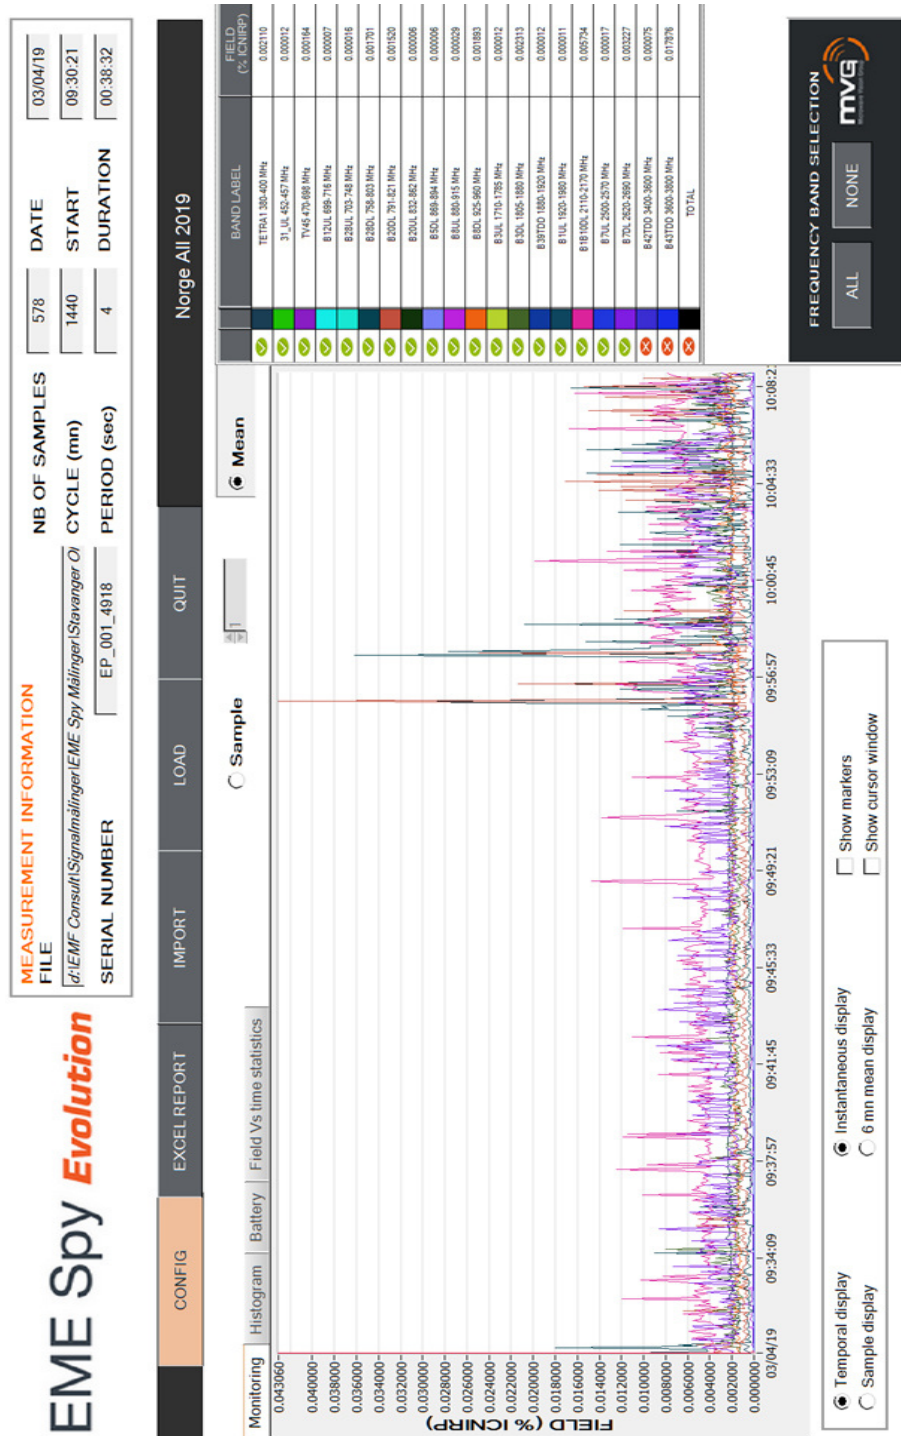 EME Spy Evolution
MEASUREMENT INFORMATION
FILE
d:\EMF Consult\Signalmålinger\EME Spy Målinger\Stavanger Ol
SERIAL NUMBER EP_001_4918
NB OF SAMPLES 578 DATE 03/04/19
CYCLE (mn) 1440 START 09:30:21
PERIOD (sec) 4 DURATION 00:38:32
CONFIG EXCEL REPORT IMPORT LOAD QUIT Norge All 2019
Monitoring Histogram Battery Field Vs time statistics
Sample 1 Mean
FIELD (% ICNIRP)
0.043060
0.040000
0.038000
0.036000
0.034000
0.032000
0.030000
0.028000
0.026000
0.024000
0.022000
0.020000
0.018000
0.016000
0.014000
0.012000
0.010000
0.008000
0.006000
0.004000
0.002000
0.000000
03/04/19 09:34:09 09:37:57 09:41:45 09:45:33 09:49:21 09:53:09 09:56:57 10:00:45 10:04:33 10:08:2
BAND LABEL FIELD (% ICNIRP)
TETRA1 380-400 MHz 0.002110
31_UL 452-457 MHz 0.000012
TV45 470-698 MHz 0.000164
B12UL 699-716 MHz 0.000007
B28UL 703-748 MHz 0.000016
B28DL 758-803 MHz 0.001701
B20DL 791-821 MHz 0.001520
B20UL 832-862 MHz 0.000006
B5DL 869-894 MHz 0.000006
B8UL 880-915 MHz 0.000029
B8DL 925-960 MHz 0.001893
B3UL 1710-1785 MHz 0.000012
B3DL 1805-1880 MHz 0.002313
B39TDD 1880-1920 MHz 0.000012
B1UL 1920-1980 MHz 0.000011
B1B10DL 2110-2170 MHz 0.005734
B7UL 2500-2570 MHz 0.000017
B7DL 2620-2690 MHz 0.003227
B42TDD 3400-3600 MHz 0.000075
B43TDD 3600-3800 MHz 0.017876
TOTAL
Temporal display Instantaneous display Show markers
Sample display 6 mn mean display Show cursor window
FREQUENCY BAND SELECTION
ALL NONE mvg